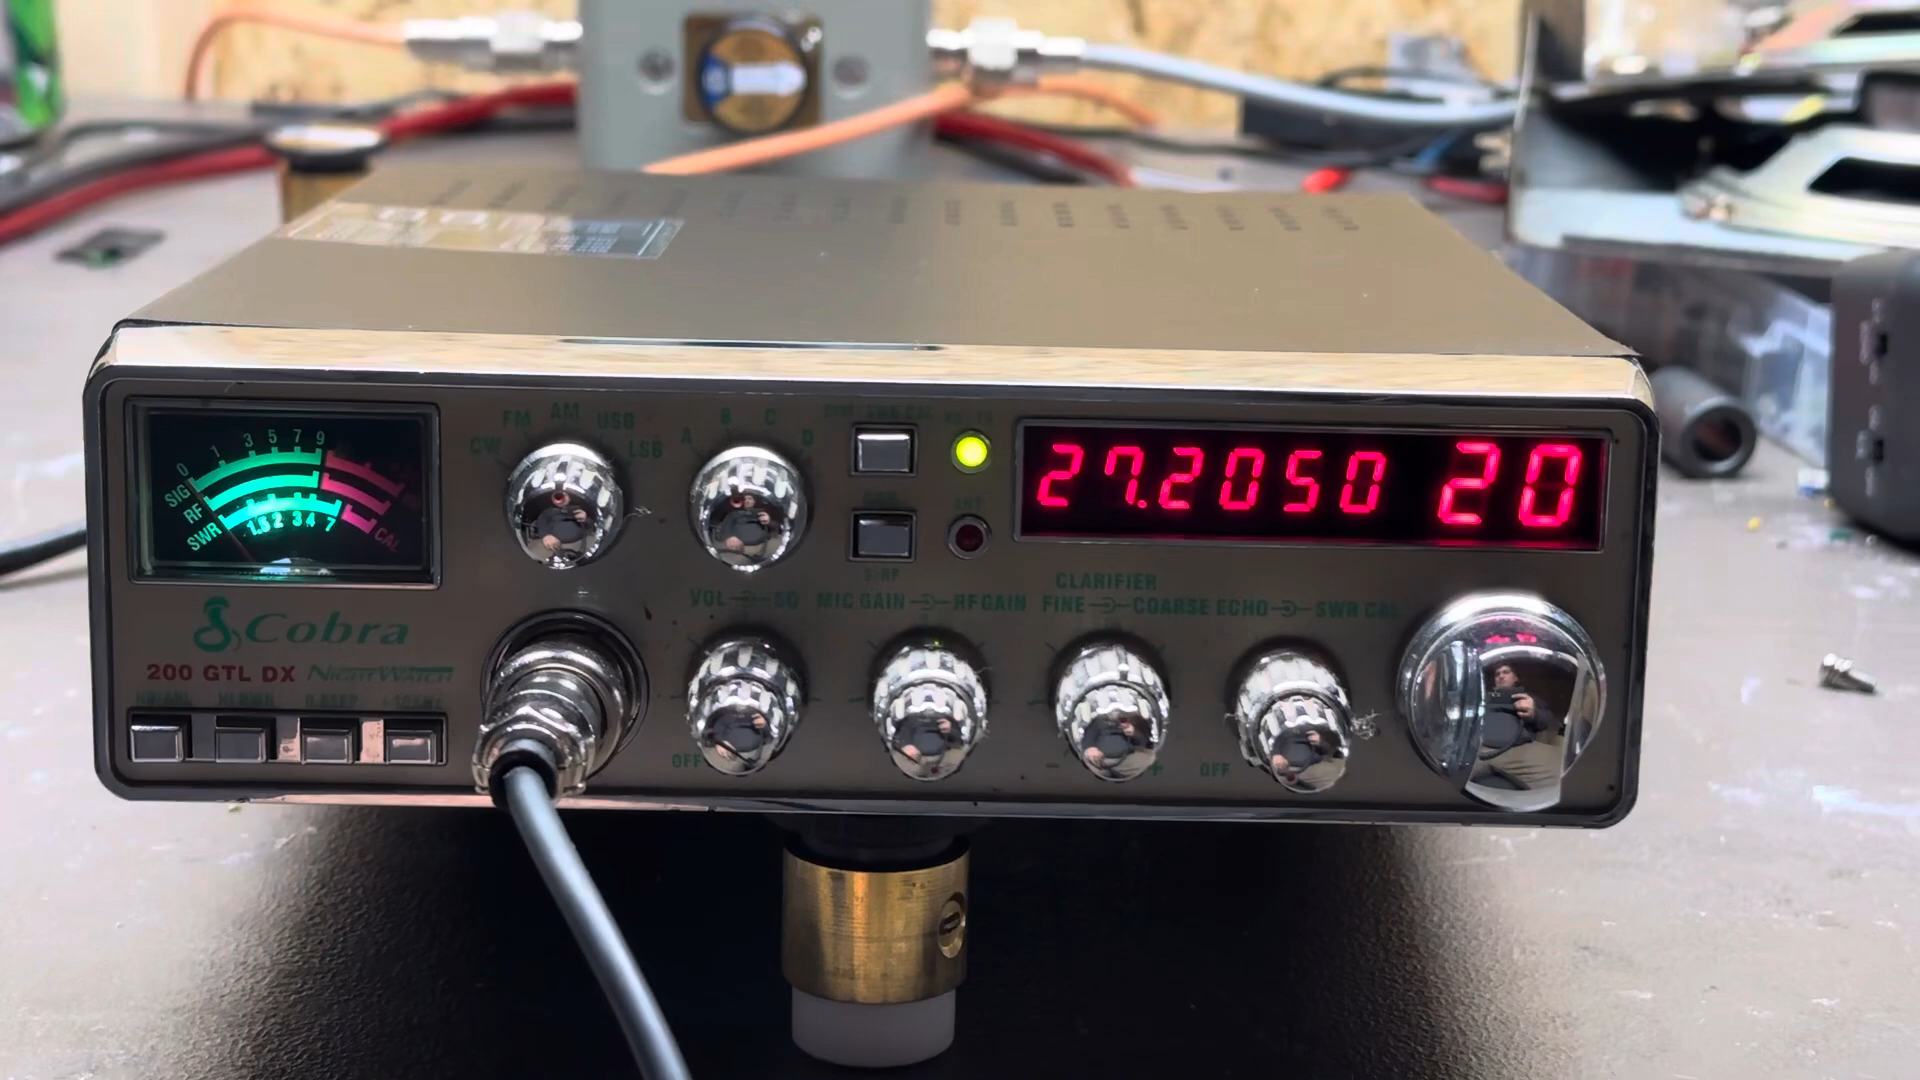 0 1 3 5 7 9
SIG
RF
SWR 1.5 2 3 4 7 CAL
CW FM AM USB LSB
A B C D
27.2050 20
CLARIFIER
VOL SQ MIC GAIN RF GAIN FINE COARSE ECHO SWR CAL
Cobra
200 GTL DX NIGHTWATCH
OFF - + OFF